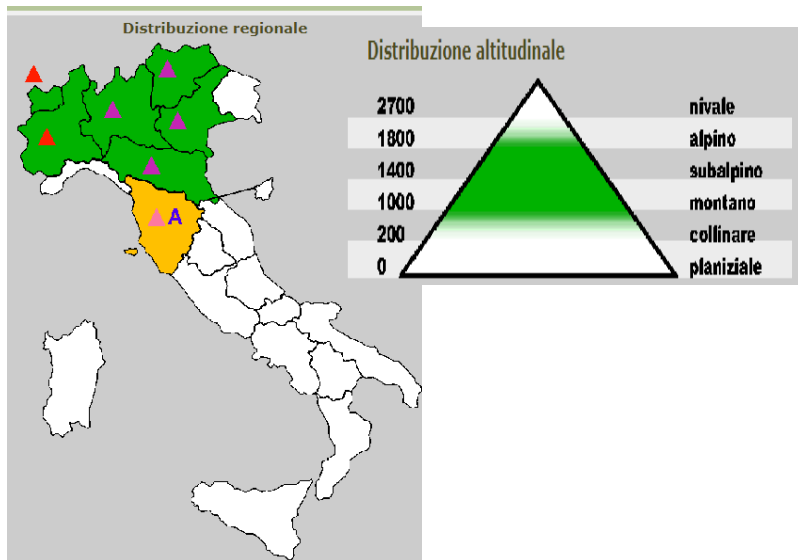 Distribuzione regionale
A
Distribuzione altitudinale
2700 nivale
1800 alpino
1400 subalpino
1000 montano
200 collinare
0 planiziale